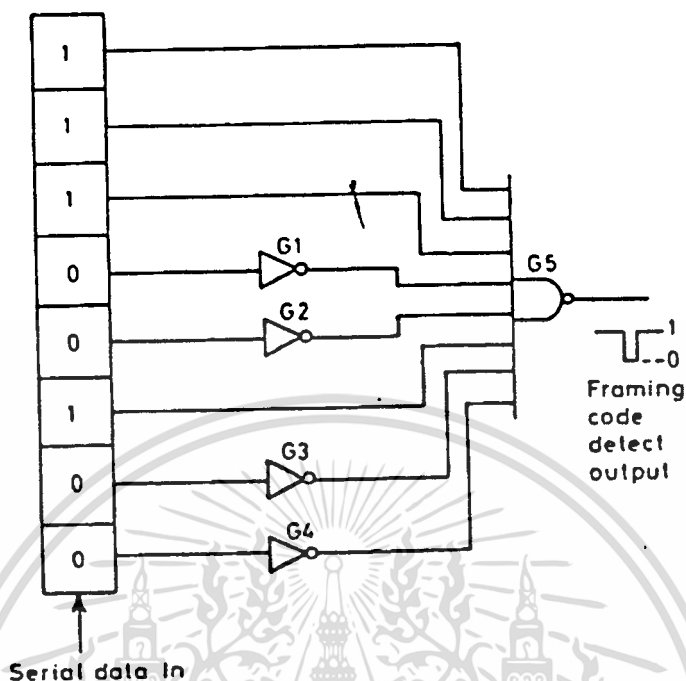 1
1
1
0
G1
G5
0
G2
1
0
1
Framing
code
detect
output
0
G3
0
G4
Serial data In